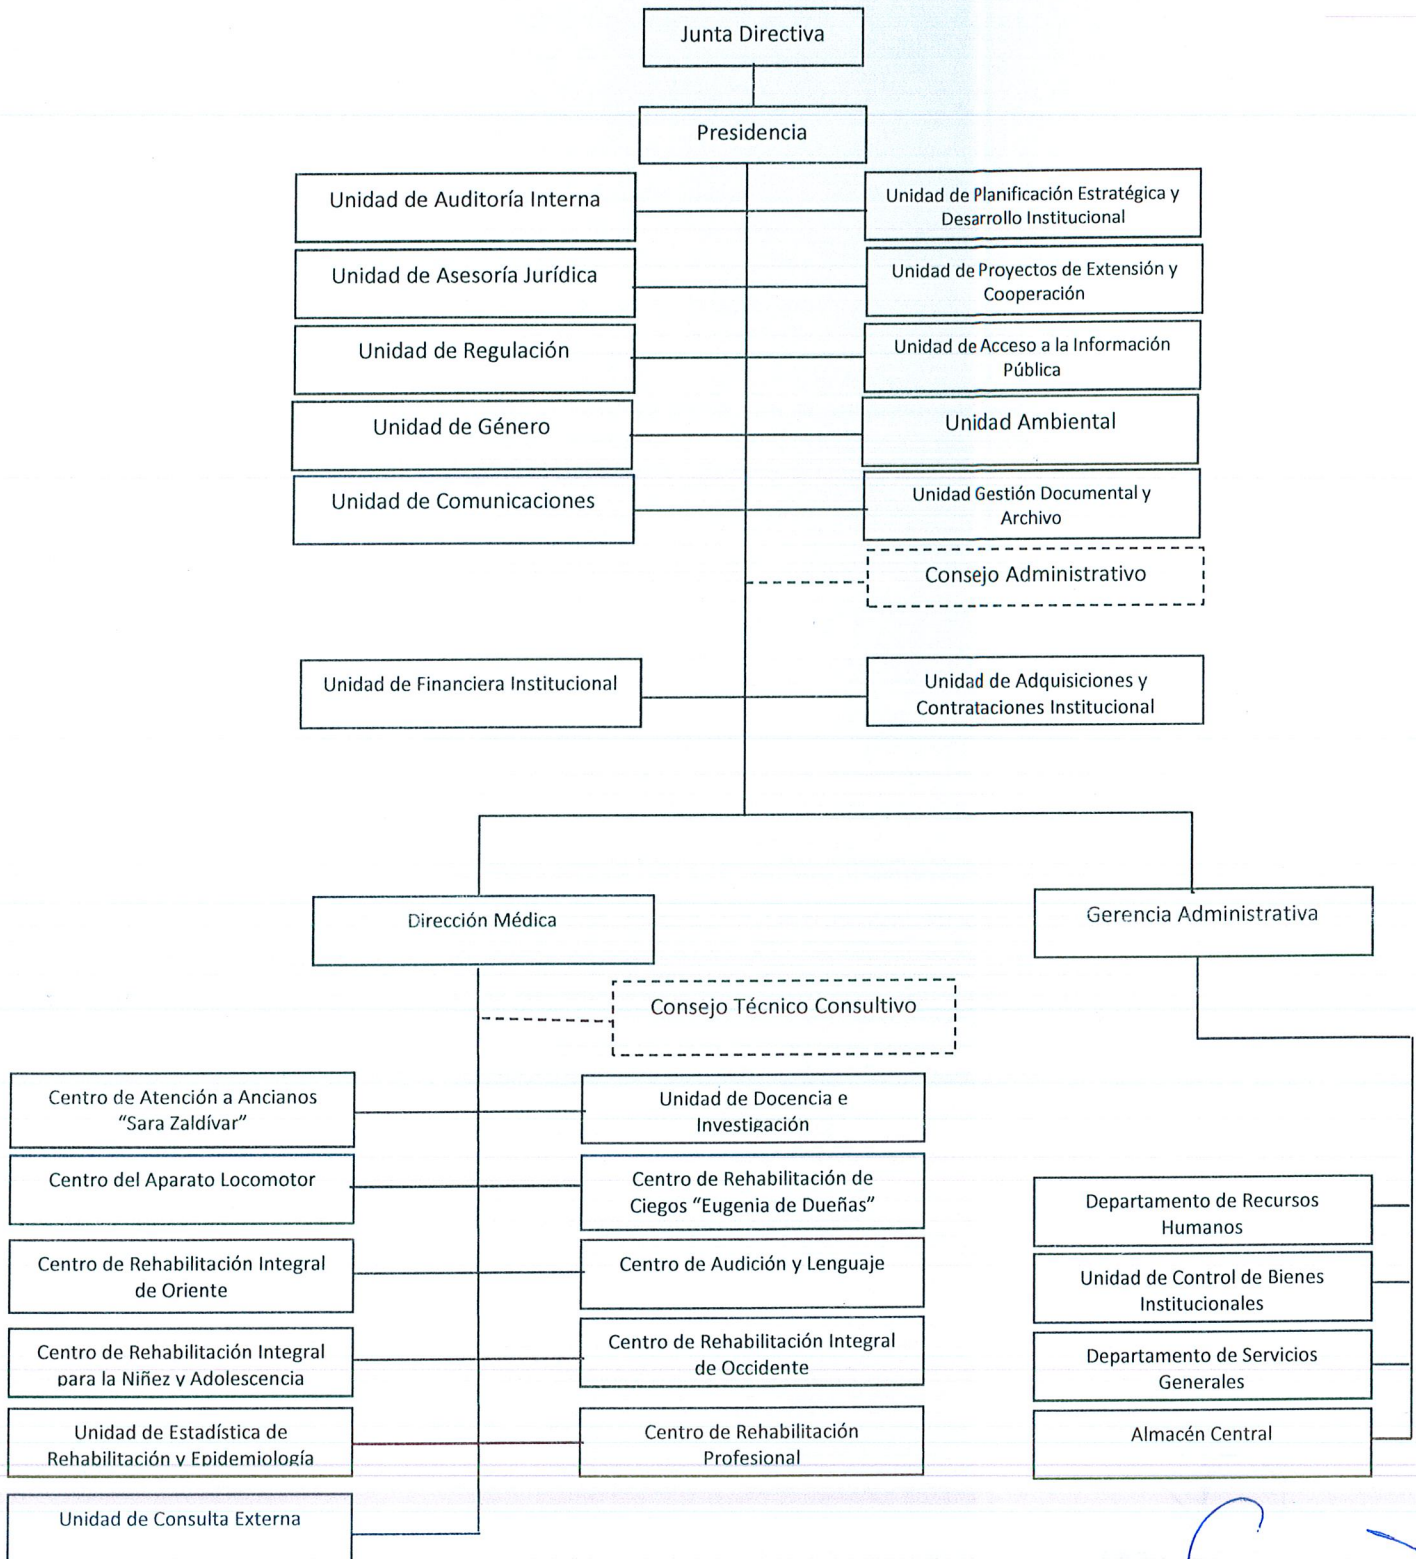 Junta Directiva
Presidencia
Unidad de Auditoría Interna
Unidad de Planificación Estratégica y
Desarrollo Institucional
Unidad de Asesoría Jurídica
Unidad de Proyectos de Extensión y
Cooperación
Unidad de Regulación
Unidad de Acceso a la Información
Pública
Unidad de Género
Unidad Ambiental
Unidad de Comunicaciones
Unidad Gestión Documental y
Archivo
Consejo Administrativo
Unidad de Financiera Institucional
Unidad de Adquisiciones y
Contrataciones Institucional
Dirección Médica
Gerencia Administrativa
Consejo Técnico Consultivo
Centro de Atención a Ancianos
“Sara Zaldívar”
Unidad de Docencia e
Investigación
Centro del Aparato Locomotor
Centro de Rehabilitación de
Ciegos “Eugenia de Dueñas”
Centro de Rehabilitación Integral
de Oriente
Centro de Audición y Lenguaje
Centro de Rehabilitación Integral
para la Niñez y Adolescencia
Centro de Rehabilitación Integral
de Occidente
Unidad de Estadística de
Rehabilitación y Epidemiología
Centro de Rehabilitación
Profesional
Unidad de Consulta Externa
Departamento de Recursos
Humanos
Unidad de Control de Bienes
Institucionales
Departamento de Servicios
Generales
Almacén Central